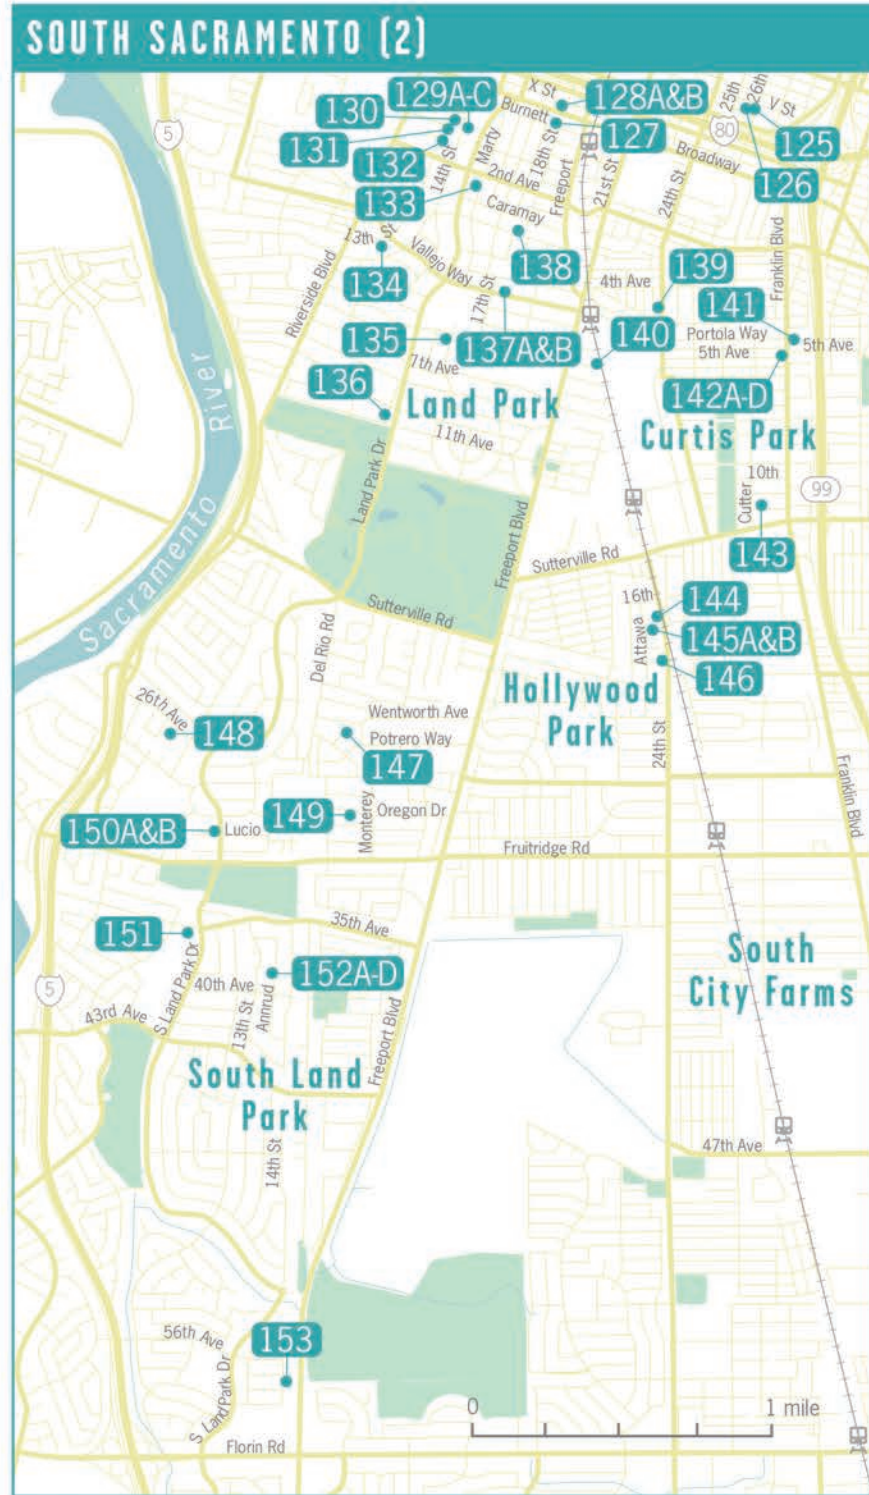 SOUTH SACRAMENTO (2)
X St
Burnett
129A-C
128A&B
130
131
132
14th St
Marty
18th St
127
25th
26th
V St
80
125
126
5
2nd Ave
Broadway
Freeport
21st St
24th St
133
Caramay
13th St
Vallejo Way
134
138
17th St
Riverside Blvd
4th Ave
139
Franklin Blvd
141
135
7th Ave
137A&B
140
Portola Way
5th Ave
5th Ave
136
142A-D
Land Park
11th Ave
Curtis Park
Land Park Dr
10th
Cutter
99
143
Freeport Blvd
Sutterville Rd
Sacramento River
16th
144
Attawa
145A&B
146
Sutterville Rd
Del Rio Rd
Hollywood
Park
26th Ave
148
Wentworth Ave
Potrero Way
147
24th St
Franklin Blvd
149
Monterey
Oregon Dr
150A&B
Lucio
Fruitridge Rd
151
35th Ave
S Land Park Dr
40th Ave
152A-D
13th St
Annrud
5
43rd Ave
South
City Farms
Freeport Blvd
South Land
Park
14th St
47th Ave
56th Ave
153
S Land Park Dr
0
1 mile
Florin Rd